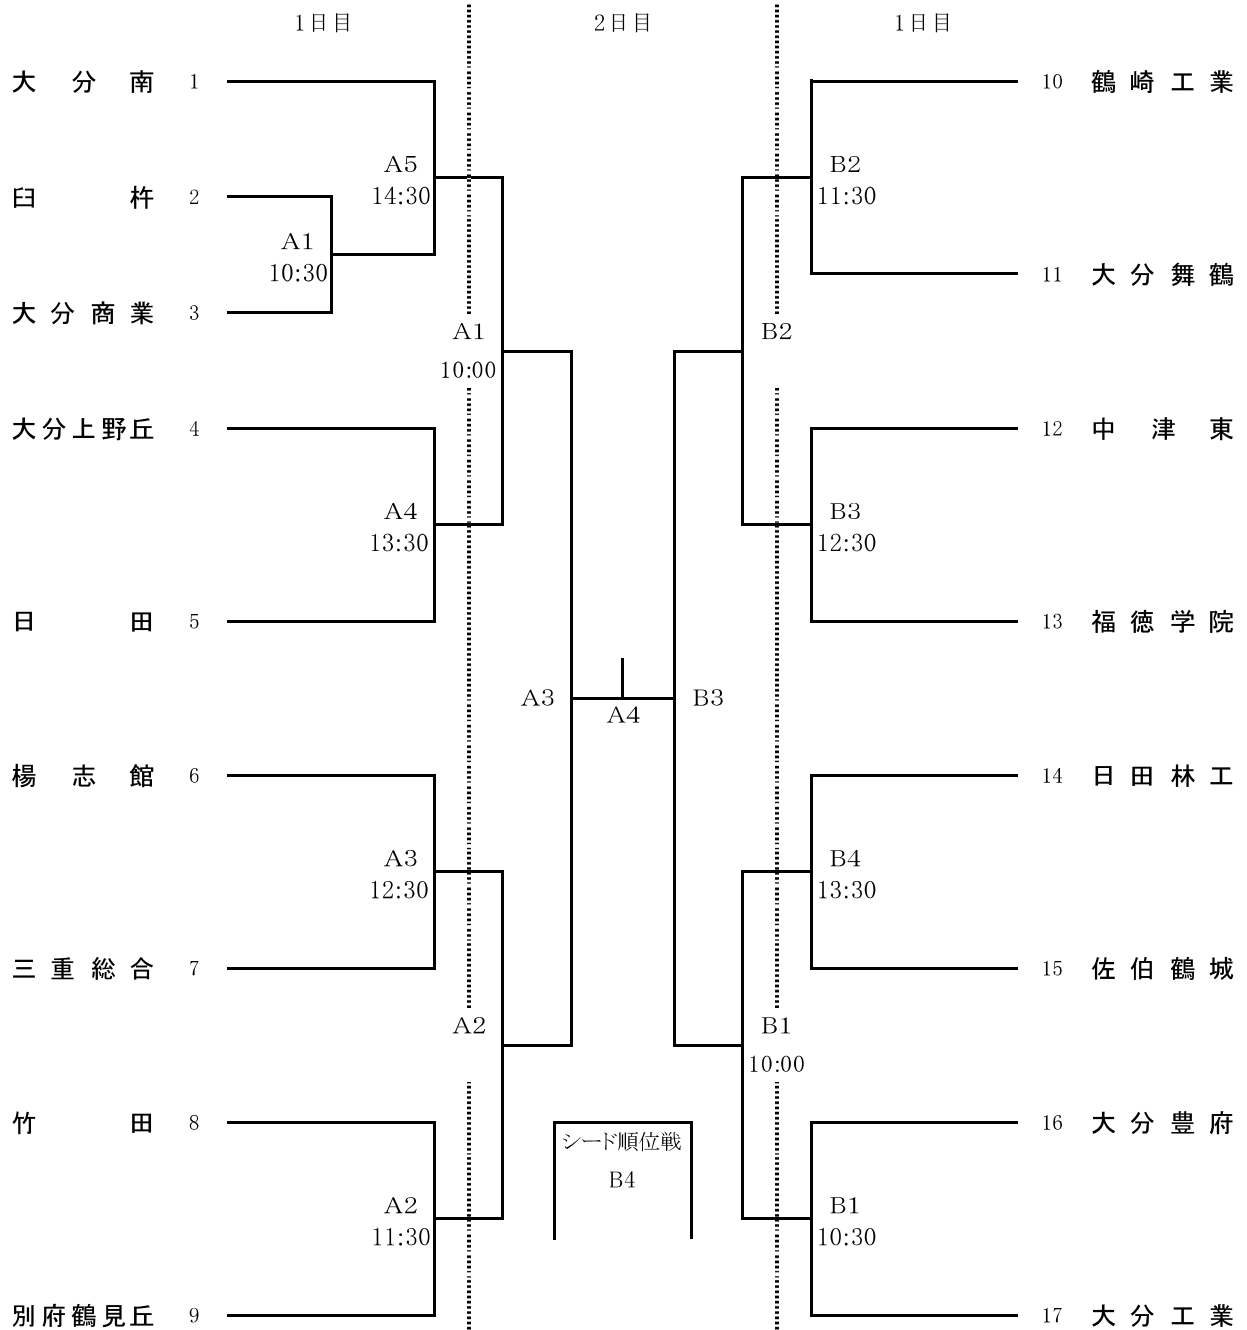 1日目 2日目 1日目
大分南 1 10 鶴崎工業
A5 B2
14:30 11:30
臼杵 2
A1
10:30
11 大分舞鶴
大分商業 3
A1 B2
10:00
大分上野丘 4 12 中津東
A4 B3
13:30 12:30
日田 5 13 福徳学院
A3 B3
A4
楊志館 6 14 日田林工
A3 B4
12:30 13:30
三重総合 7 15 佐伯鶴城
A2 B1
10:00
竹田 8 16 大分豊府
シード順位戦
B4
A2 B1
11:30 10:30
別府鶴見丘 9 17 大分工業